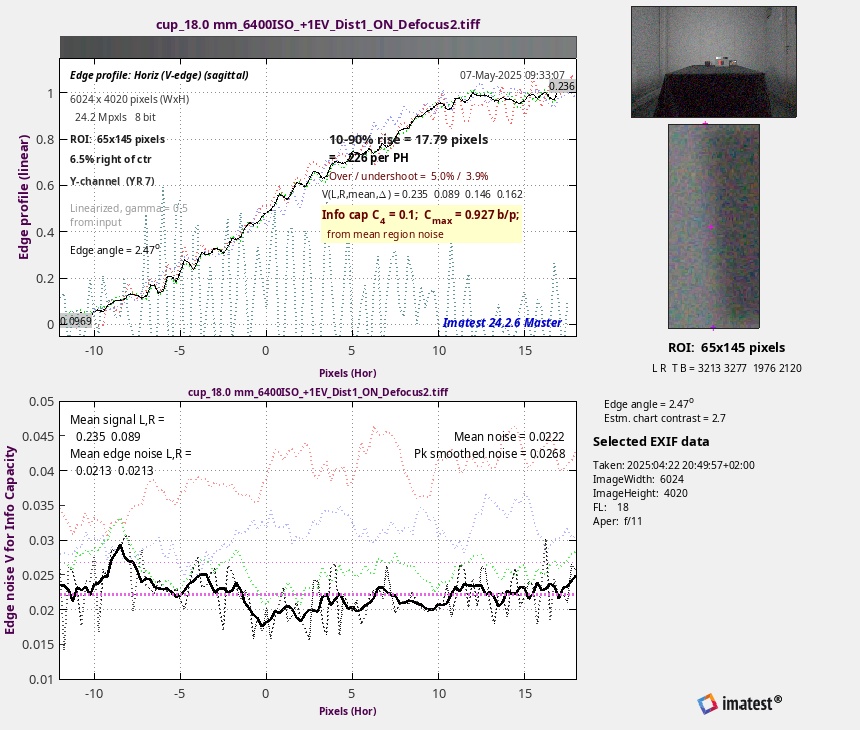 cup_18.0 mm_6400ISO_+1EV_Dist1_ON_Defocus2.tiff
Edge profile: Horiz (V-edge) (sagittal)
07-May-2025 09:33:07
0.236
6024 x 4020 pixels (WxH)
24.2 Mpxls 8 bit
ROI: 65x145 pixels
6.5% right of ctr
Y-channel (YR 7)
Linearized, gamma = 0.5
from input
Edge angle = 2.47º
10-90% rise = 17.79 pixels
= 226 per PH
Over / undershoot = 5.0% / 3.9%
V(L,R,mean,Δ) = 0.235 0.089 0.146 0.162
Info cap C4 = 0.1; Cmax = 0.927 b/p;
from mean region noise
0.0969
Imatest 24.2.6 Master
Edge profile (linear)
1
0.8
0.6
0.4
0.2
0
-10 -5 0 5 10 15
Pixels (Hor)
cup_18.0 mm_6400ISO_+1EV_Dist1_ON_Defocus2.tiff
Mean signal L,R =
0.235 0.089
Mean edge noise L,R =
0.0213 0.0213
Mean noise = 0.0222
Pk smoothed noise = 0.0268
Edge noise V for Info Capacity
0.05
0.045
0.04
0.035
0.03
0.025
0.02
0.015
0.01
-10 -5 0 5 10 15
Pixels (Hor)
ROI: 65x145 pixels
L R T B = 3213 3277 1976 2120
Edge angle = 2.47º
Estm. chart contrast = 2.7
Selected EXIF data
Taken: 2025:04:22 20:49:57+02:00
ImageWidth: 6024
ImageHeight: 4020
FL: 18
Aper: f/11
imatest®